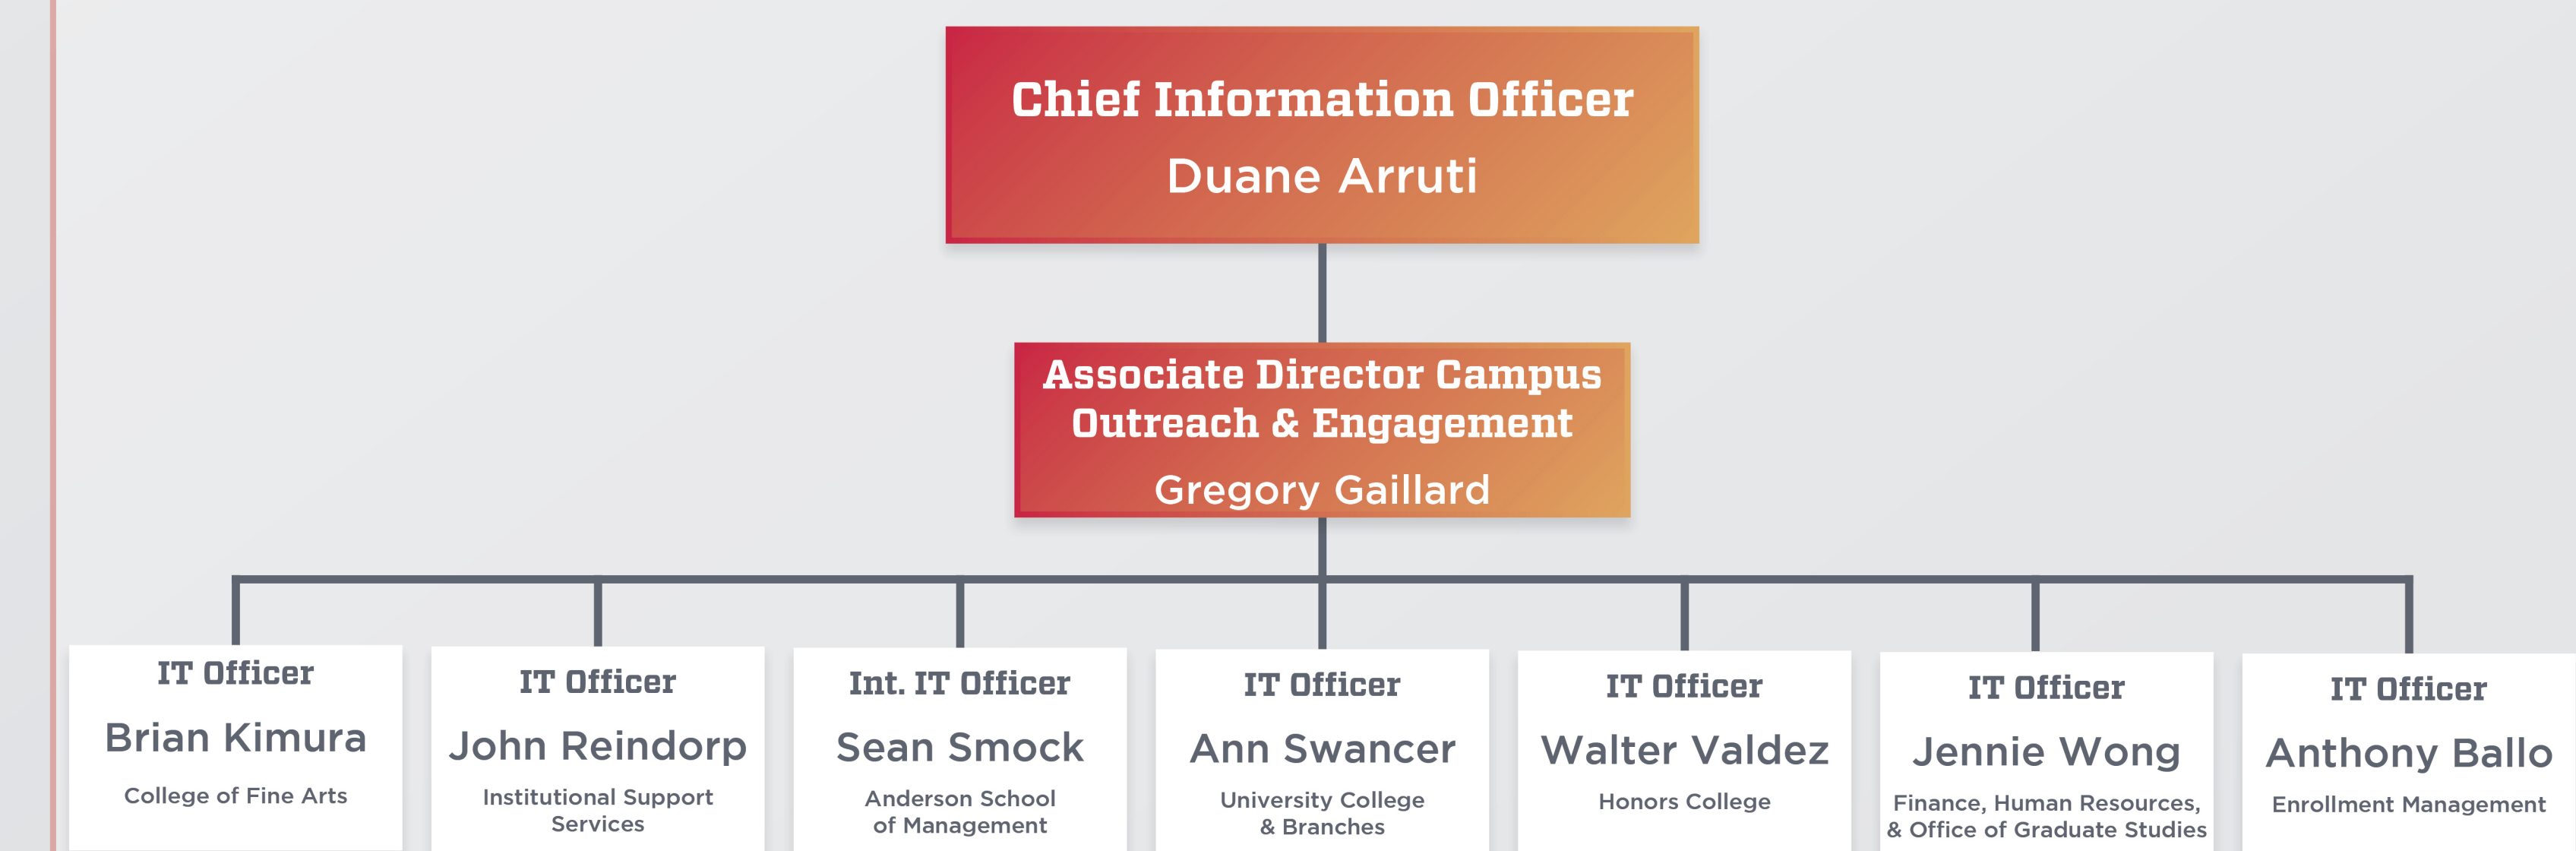 Chief Information Officer
Duane Arruti
Associate Director Campus
Outreach & Engagement
Gregory Gaillard
IT Officer
Brian Kimura
College of Fine Arts
IT Officer
John Reindorp
Institutional Support
Services
Int. IT Officer
Sean Smock
Anderson School
of Management
IT Officer
Ann Swancer
University College
& Branches
IT Officer
Walter Valdez
Honors College
IT Officer
Jennie Wong
Finance, Human Resources,
& Office of Graduate Studies
IT Officer
Anthony Ballo
Enrollment Management